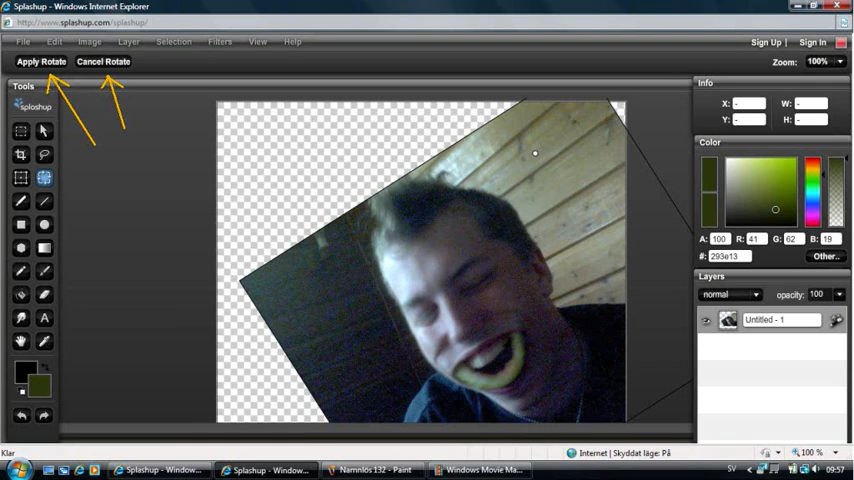 Splashup - Windows Internet Explorer
http://www.splashup.com/splashup/
File Edit Image Layer Selection Filters View Help
Sign Up | Sign In
Apply Rotate Cancel Rotate
Zoom: 100%
Tools
splashup
A
Info
X: - W: -
Y: - H: -
Color
A: 100 R: 41 G: 62 B: 19
#: 293e13 Other..
Layers
normal opacity: 100
Untitled - 1
Klar
Internet | Skyddat läge: På
100 %
Splashup - Window...
Splashup - Window...
Namnlös 132 - Paint
Windows Movie Ma...
SV
09:57